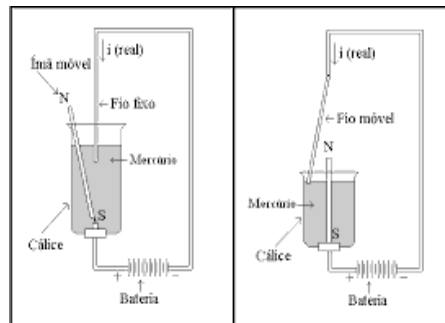 i (real)
Ímã móvel
N
Fio fixo
Mercúrio
S
Cálice
+
−
Bateria
i (real)
Fio móvel
N
Mercúrio
S
Cálice
+
−
Bateria